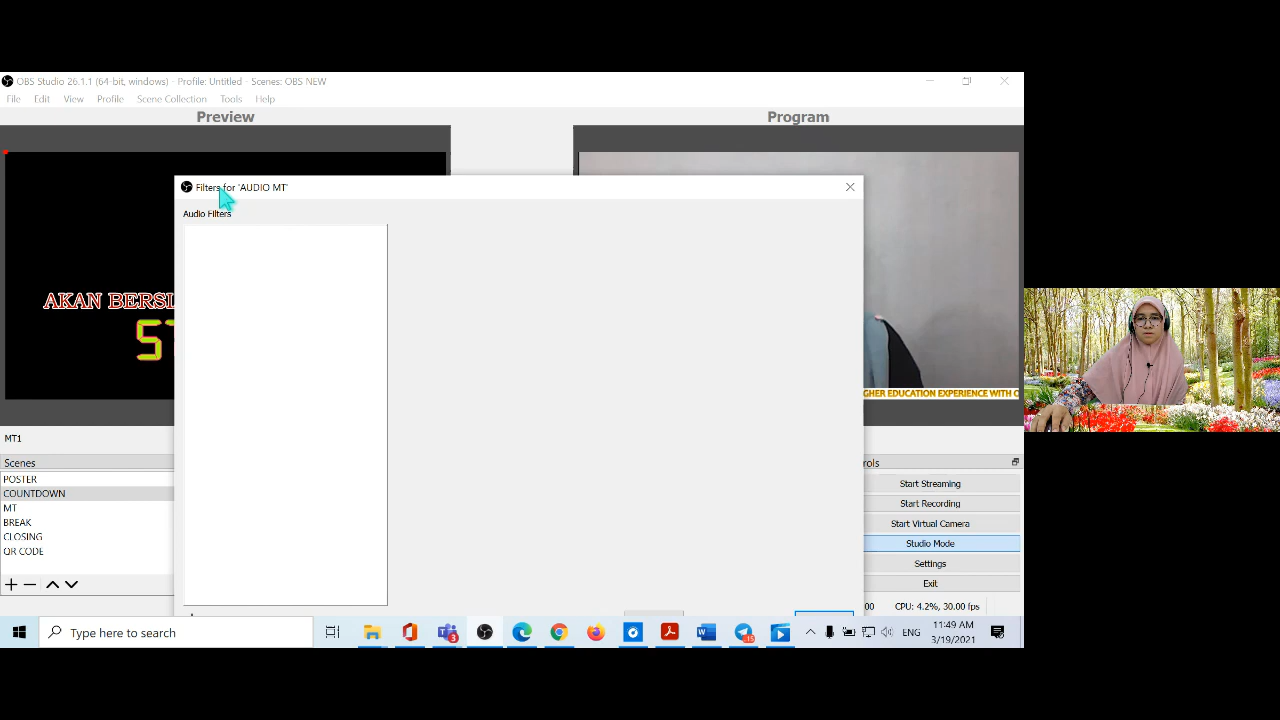 OBS Studio 26.1.1 (64-bit, windows) - Profile: Untitled - Scenes: OBS NEW
File Edit View Profile Scene Collection Tools Help
Preview
Program
Filters for 'AUDIO MT'
Audio Filters
AKAN BERSI
GHER EDUCATION EXPERIENCE WITH
MT1
Scenes
rols
POSTER
COUNTDOWN
MT
BREAK
CLOSING
QR CODE
Start Streaming
Start Recording
Start Virtual Camera
Studio Mode
Settings
Exit
00 CPU: 4.2%, 30.00 fps
Type here to search
3
ENG
11:49 AM
3/19/2021